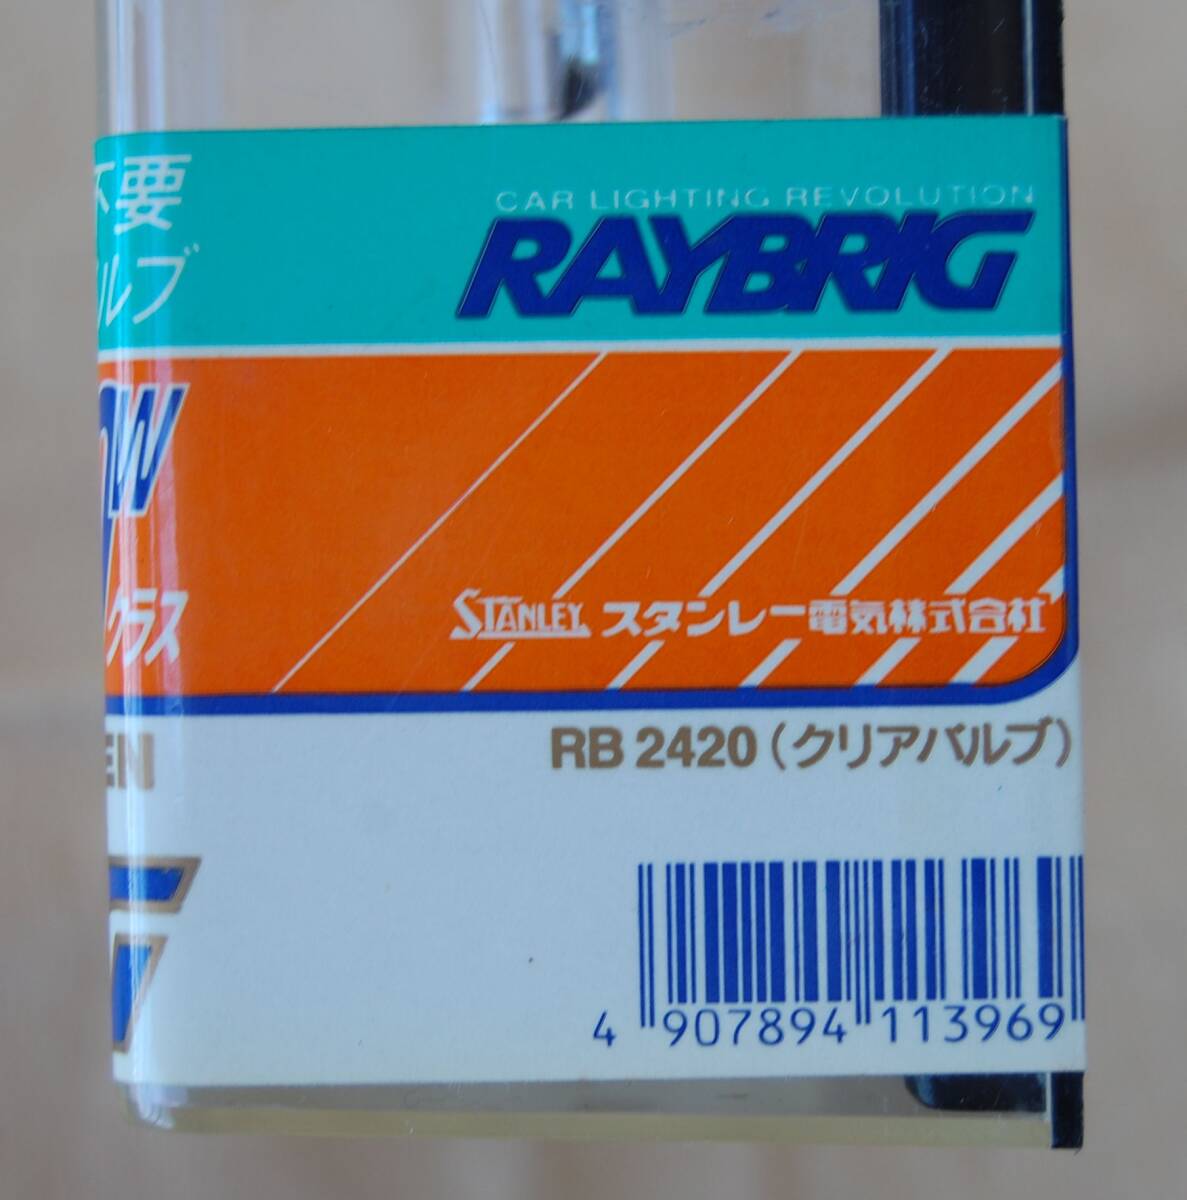 要
ルブ
CAR LIGHTING REVOLUTION
RAYBRIG
W
クラス
STANLEY スタンレー電気株式会社
EN
RB 2420 (クリアバルブ)
4 907894 113969